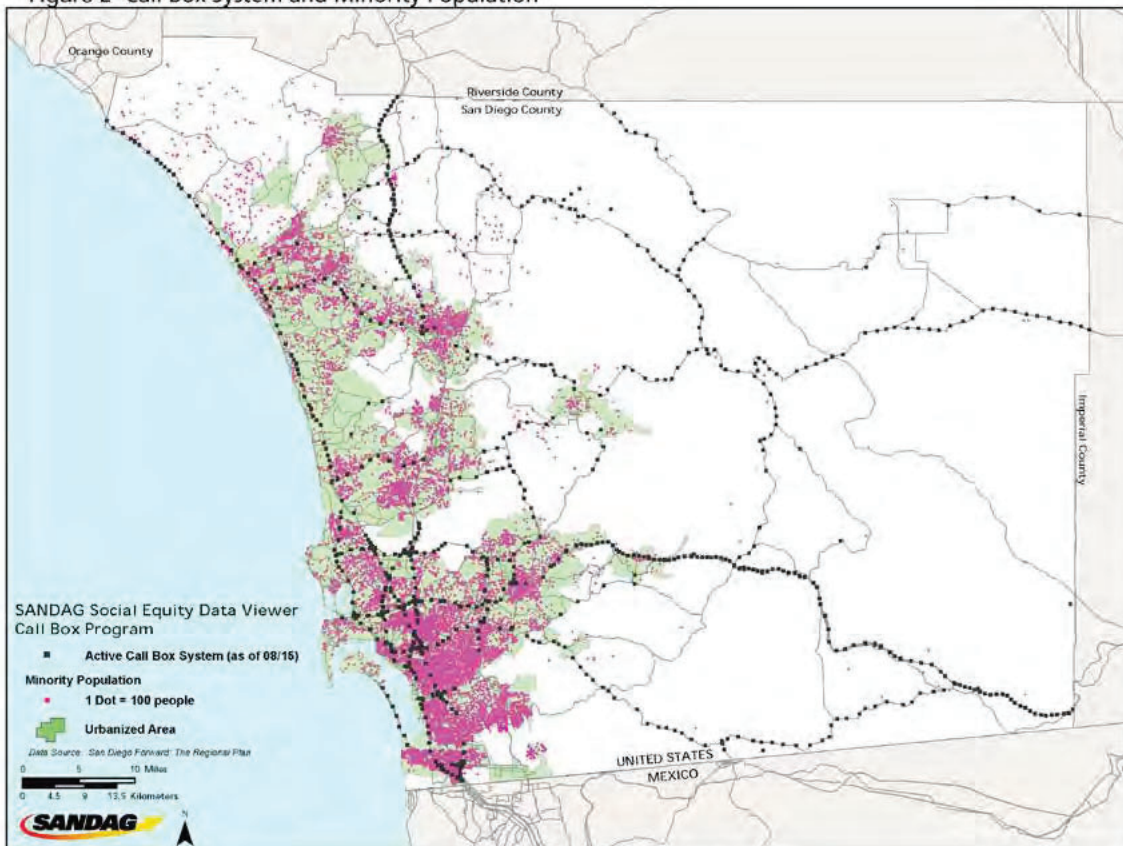 Figure 2 Call Box System and Minority Population
Orange County
Riverside County
San Diego County
Imperial County
UNITED STATES
MEXICO
SANDAG Social Equity Data Viewer
Call Box Program
Active Call Box System (as of 08/15)
Minority Population
1 Dot = 100 people
Urbanized Area
Data Source: San Diego Forward: The Regional Plan
0 5 10 Miles
0 4.5 9 13.5 Kilometers
SANDAG
N